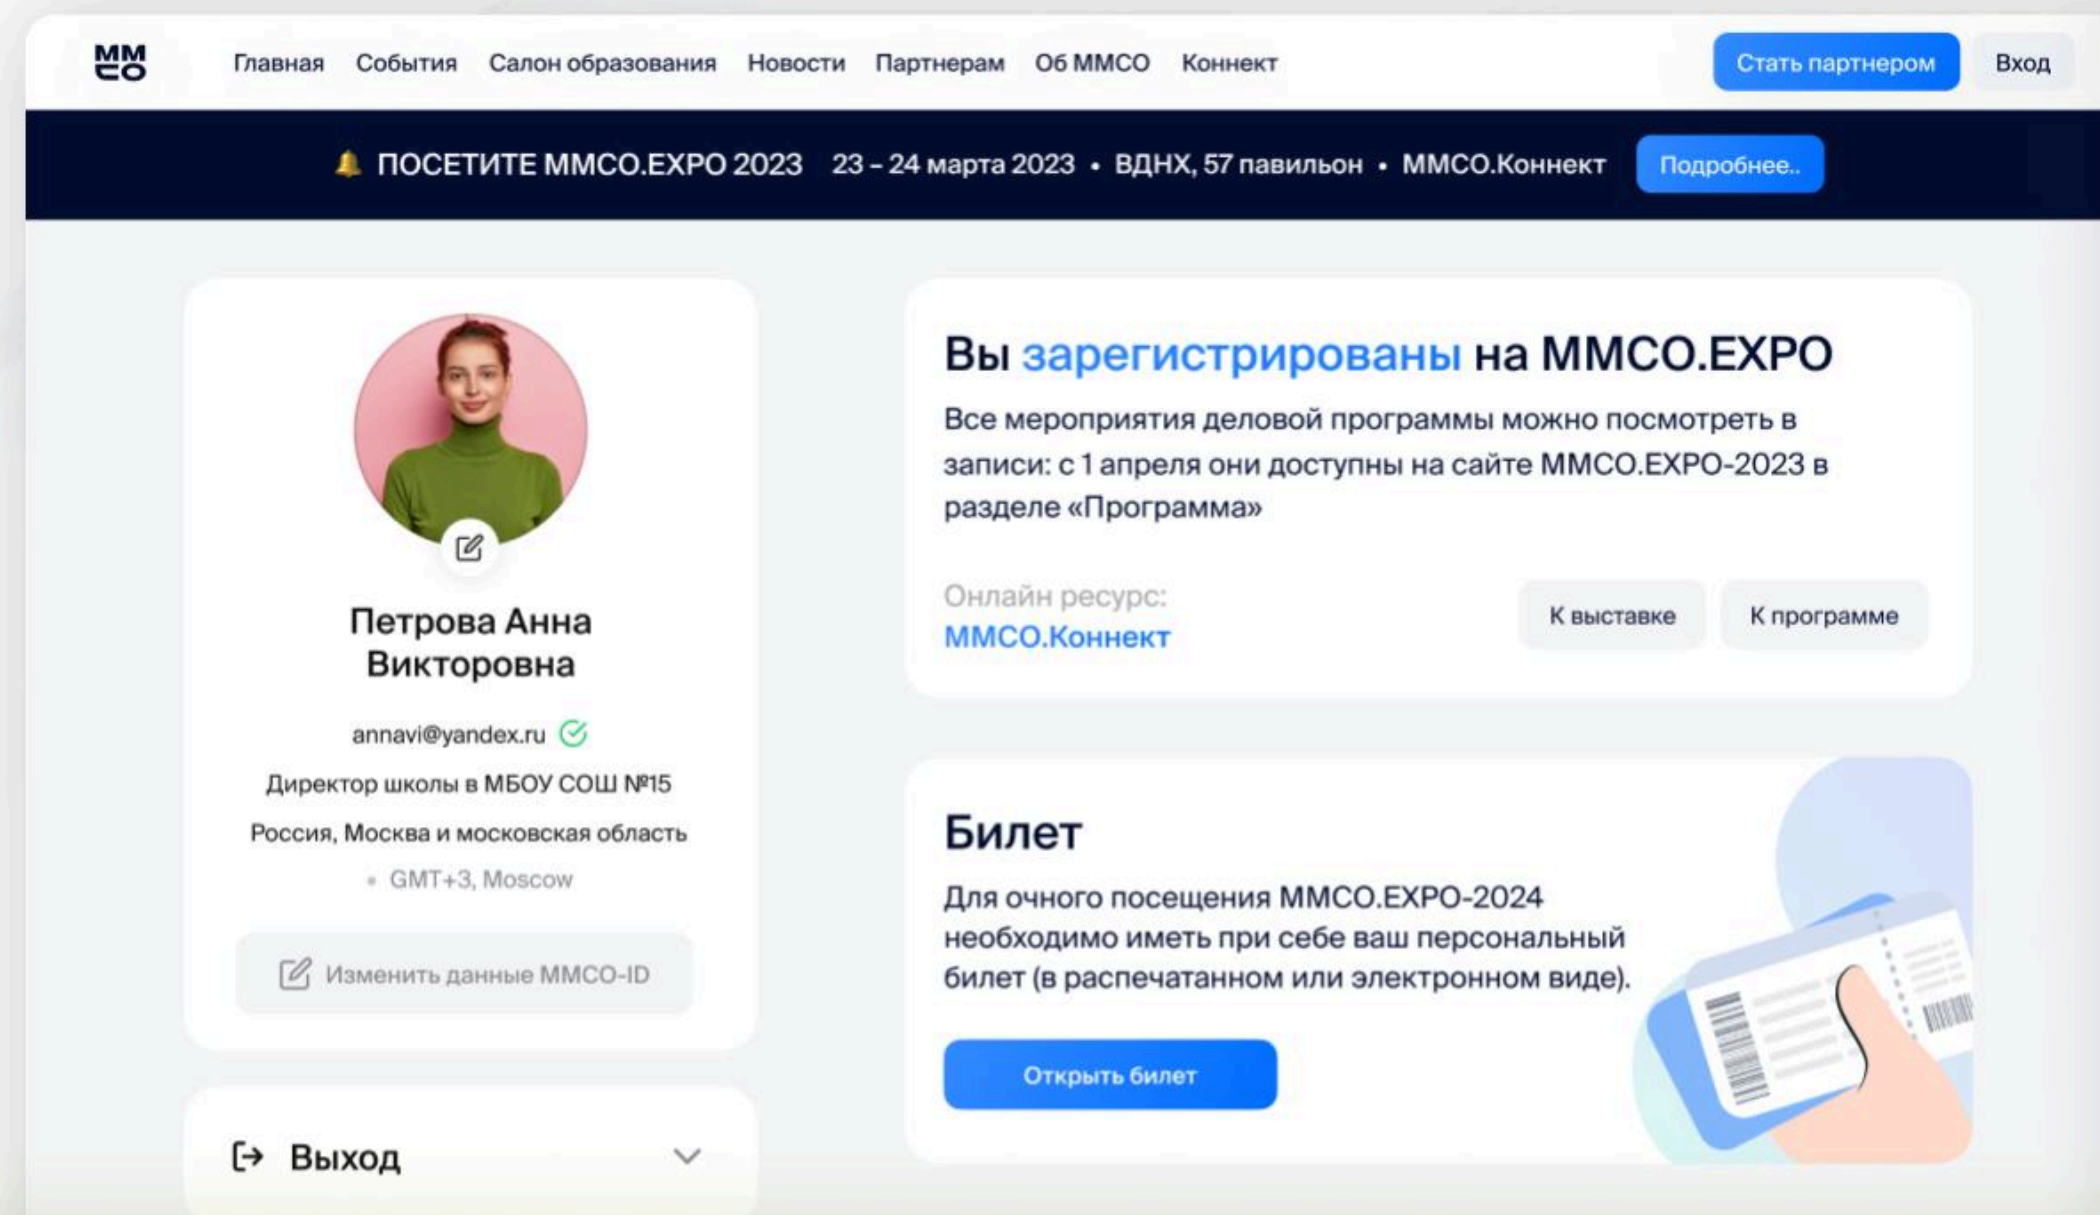 ММ
СО
Главная События Салон образования Новости Партнерам Об ММСО Коннект Стать партнером Вход
ПОСЕТИТЕ ММСО.EXPO 2023 23 – 24 марта 2023 • ВДНХ, 57 павильон • ММСО.Коннект Подробнее..
Петрова Анна
Викторовна
annavi@yandex.ru
Директор школы в МБОУ СОШ №15
Россия, Москва и московская область
• GMT+3, Moscow
Изменить данные ММСО-ID
Выход
Вы зарегистрированы на ММСО.EXPO
Все мероприятия деловой программы можно посмотреть в
записи: с 1 апреля они доступны на сайте ММСО.EXPO-2023 в
разделе «Программа»
Онлайн ресурс:
ММСО.Коннект
К выставке К программе
Билет
Для очного посещения ММСО.EXPO-2024
необходимо иметь при себе ваш персональный
билет (в распечатанном или электронном виде).
Открыть билет